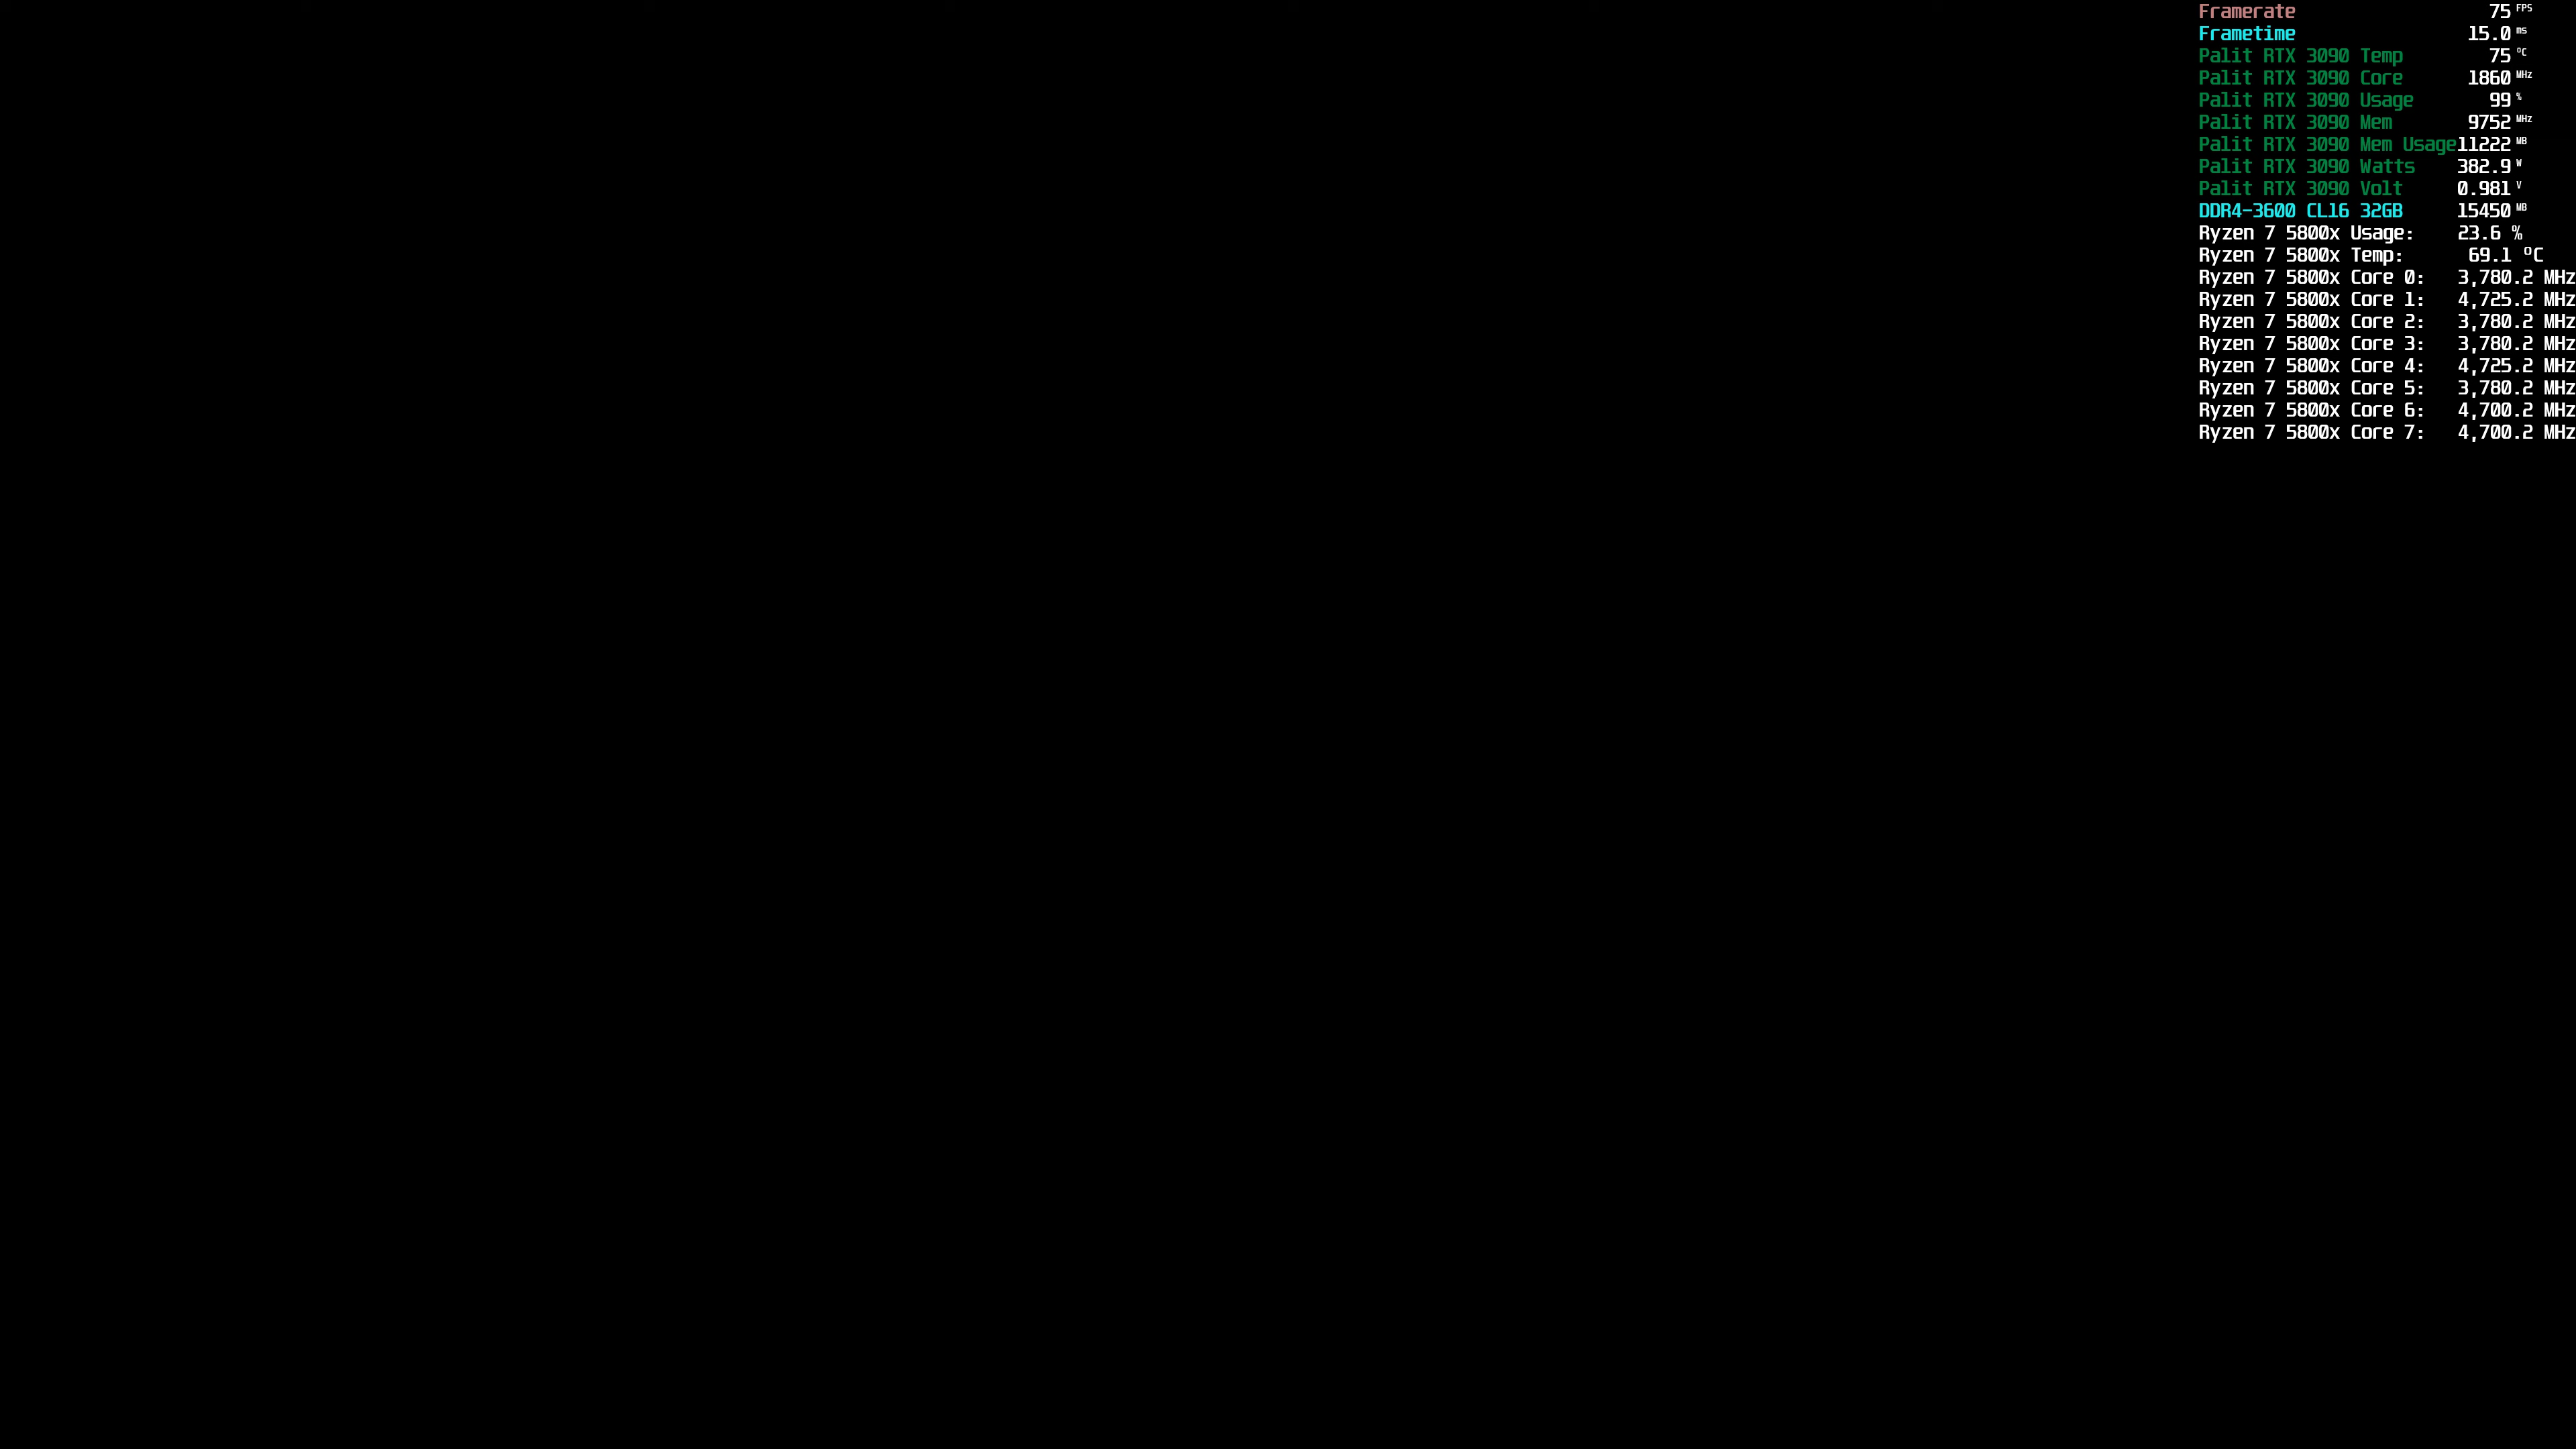 Framerate 75 FPS
Frametime 15.0 ms
Palit RTX 3090 Temp 75 ºC
Palit RTX 3090 Core 1860 MHz
Palit RTX 3090 Usage 99 %
Palit RTX 3090 Mem 9752 MHz
Palit RTX 3090 Mem Usage 11222 MB
Palit RTX 3090 Watts 382.9 W
Palit RTX 3090 Volt 0.981 V
DDR4-3600 CL16 32GB 15450 MB
Ryzen 7 5800x Usage: 23.6 %
Ryzen 7 5800x Temp: 69.1 ºC
Ryzen 7 5800x Core 0: 3,780.2 MHz
Ryzen 7 5800x Core 1: 4,725.2 MHz
Ryzen 7 5800x Core 2: 3,780.2 MHz
Ryzen 7 5800x Core 3: 3,780.2 MHz
Ryzen 7 5800x Core 4: 4,725.2 MHz
Ryzen 7 5800x Core 5: 3,780.2 MHz
Ryzen 7 5800x Core 6: 4,700.2 MHz
Ryzen 7 5800x Core 7: 4,700.2 MHz